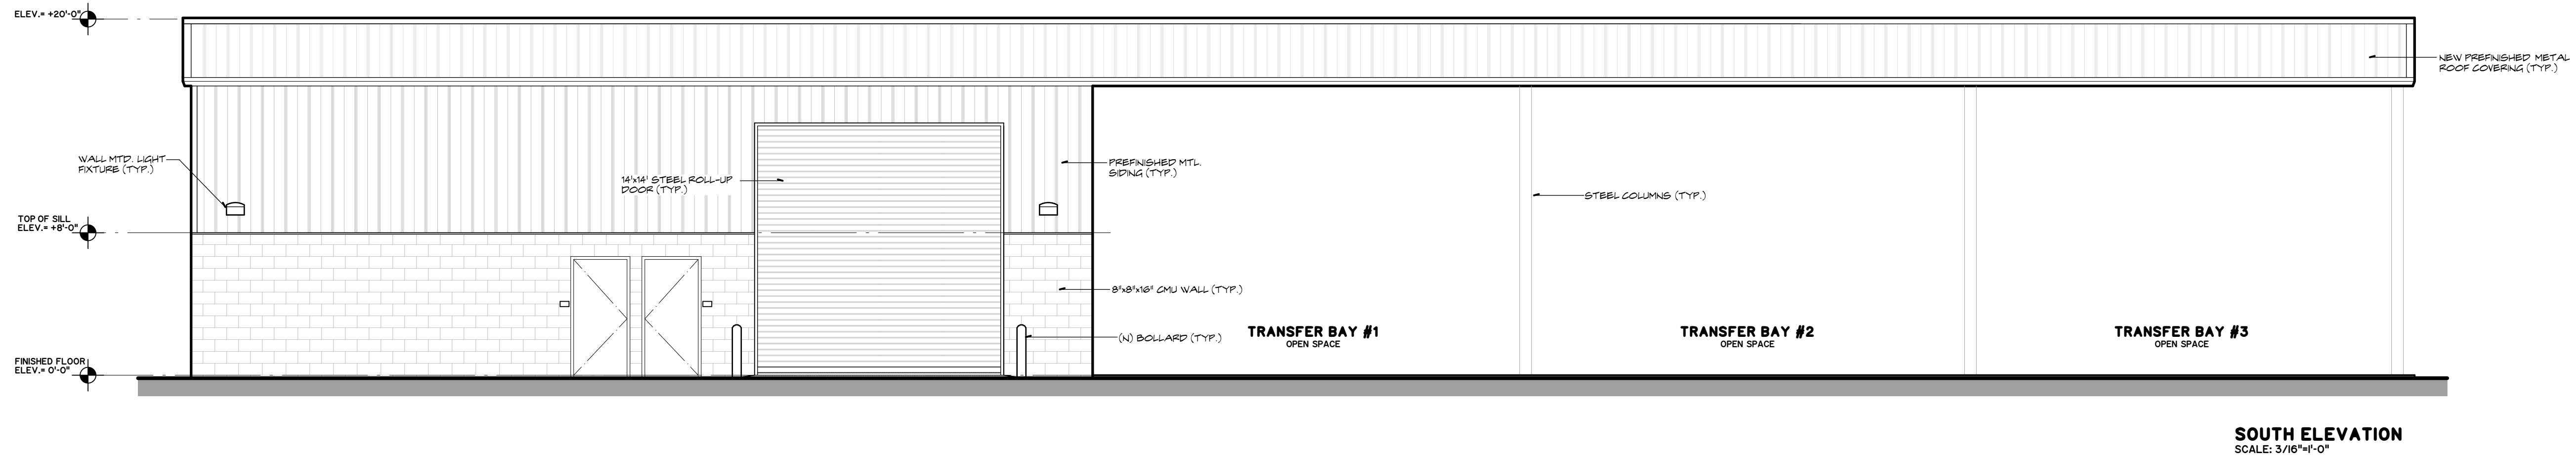 ELEV.= +20'-0"
NEW PREFINISHED METAL
ROOF COVERING (TYP.)
WALL MTD. LIGHT
FIXTURE (TYP.)
14'x14' STEEL ROLL-UP
DOOR (TYP.)
PREFINISHED MTL.
SIDING (TYP.)
STEEL COLUMNS (TYP.)
TOP OF SILL
ELEV.= +8'-0"
8"x8"x16" CMU WALL (TYP.)
(N) BOLLARD (TYP.)
TRANSFER BAY #1
OPEN SPACE
TRANSFER BAY #2
OPEN SPACE
TRANSFER BAY #3
OPEN SPACE
FINISHED FLOOR
ELEV.= 0'-0"
SOUTH ELEVATION
SCALE: 3/16"=1'-0"